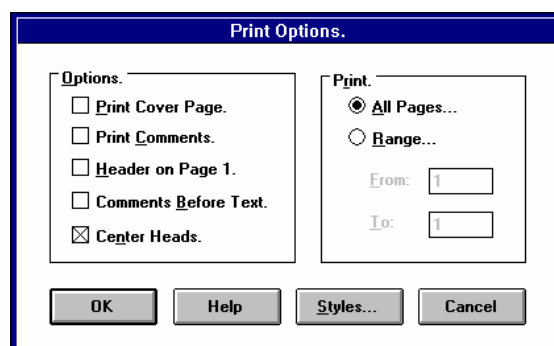 Print Options.
Options.
Print Cover Page.
Print Comments.
Header on Page 1.
Comments Before Text.
Center Heads.
Print.
All Pages...
Range...
From: 1
To: 1
OK Help Styles... Cancel